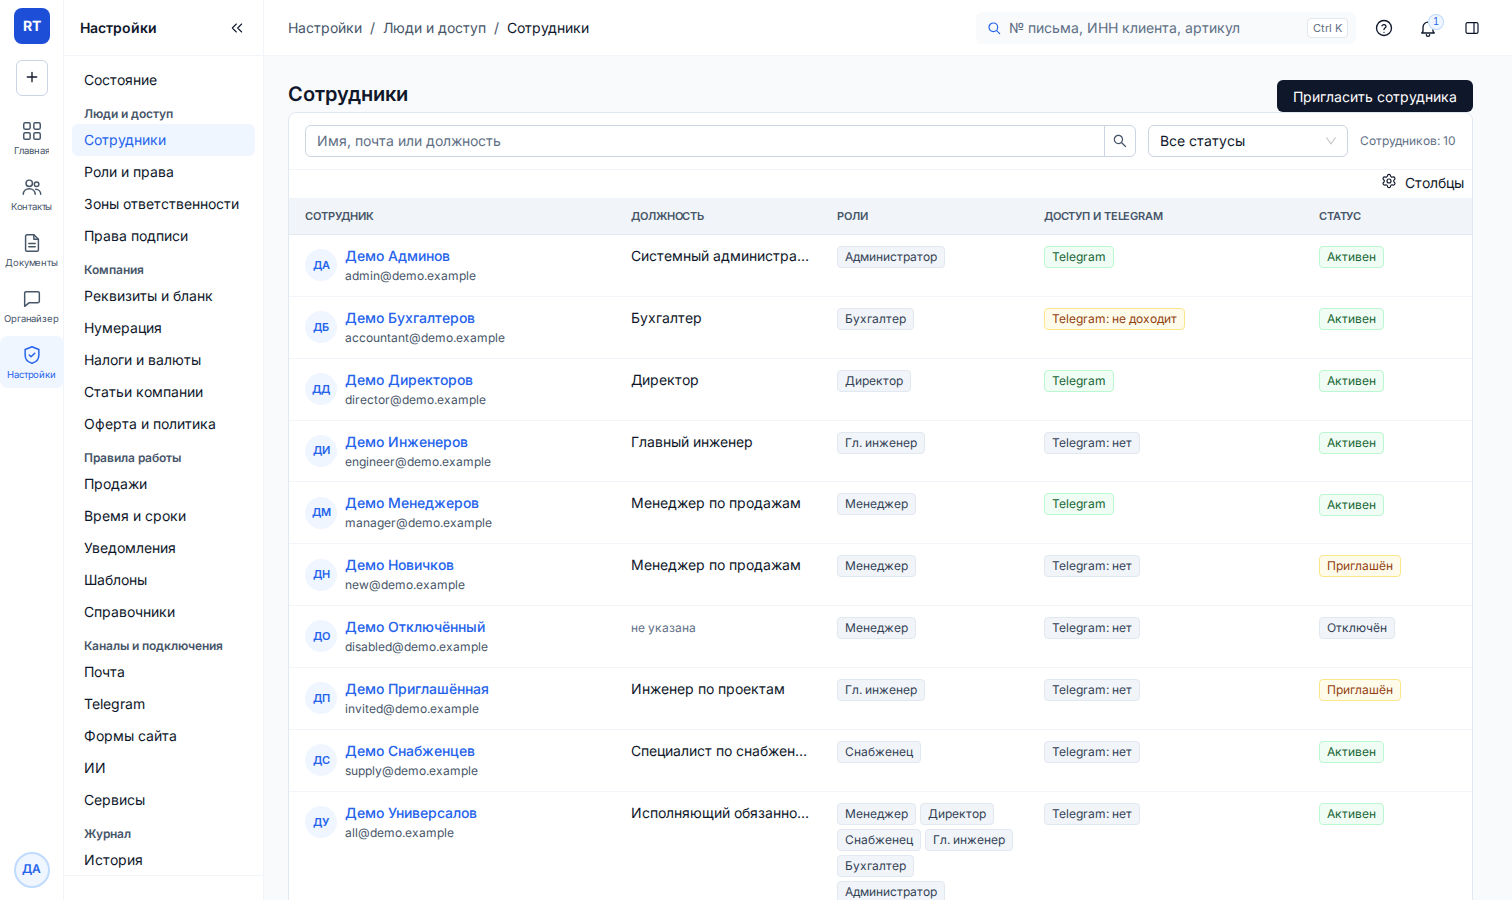 RT
Настройки
Настройки / Люди и доступ / Сотрудники
№ письма, ИНН клиента, артикул
Ctrl K
1
Главная
Контакты
Документы
Органайзер
Настройки
ДА
Состояние
Люди и доступ
Сотрудники
Роли и права
Зоны ответственности
Права подписи
Компания
Реквизиты и бланк
Нумерация
Налоги и валюты
Статьи компании
Оферта и политика
Правила работы
Продажи
Время и сроки
Уведомления
Шаблоны
Справочники
Каналы и подключения
Почта
Telegram
Формы сайта
ИИ
Сервисы
Журнал
История
Сотрудники
Пригласить сотрудника
Имя, почта или должность
Все статусы
Сотрудников: 10
Столбцы
СОТРУДНИК ДОЛЖНОСТЬ РОЛИ ДОСТУП И TELEGRAM СТАТУС
ДА Демо Админов Системный администра... Администратор Telegram Активен
admin@demo.example
ДБ Демо Бухгалтеров Бухгалтер Бухгалтер Telegram: не доходит Активен
accountant@demo.example
ДД Демо Директоров Директор Директор Telegram Активен
director@demo.example
ДИ Демо Инженеров Главный инженер Гл. инженер Telegram: нет Активен
engineer@demo.example
ДМ Демо Менеджеров Менеджер по продажам Менеджер Telegram Активен
manager@demo.example
ДН Демо Новичков Менеджер по продажам Менеджер Telegram: нет Приглашён
new@demo.example
ДО Демо Отключённый не указана Менеджер Telegram: нет Отключён
disabled@demo.example
ДП Демо Приглашённая Инженер по проектам Гл. инженер Telegram: нет Приглашён
invited@demo.example
ДС Демо Снабженцев Специалист по снабжен... Снабженец Telegram: нет Активен
supply@demo.example
ДУ Демо Универсалов Исполняющий обязанно... Менеджер Директор Telegram: нет Активен
all@demo.example
Снабженец Гл. инженер
Бухгалтер
Администратор